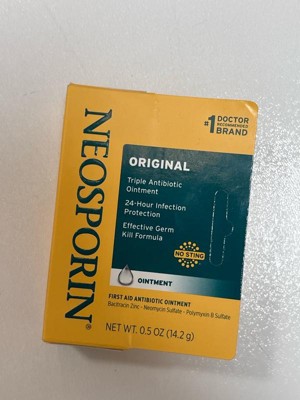 #1 DOCTOR
RECOMMENDED
BRAND
NEOSPORIN®
ORIGINAL
Triple Antibiotic
Ointment
24-Hour Infection
Protection
Effective Germ
Kill Formula
NO STING
OINTMENT
FIRST AID ANTIBIOTIC OINTMENT
Bacitracin Zinc · Neomycin Sulfate · Polymyxin B Sulfate
NET WT. 0.5 OZ (14.2 g)